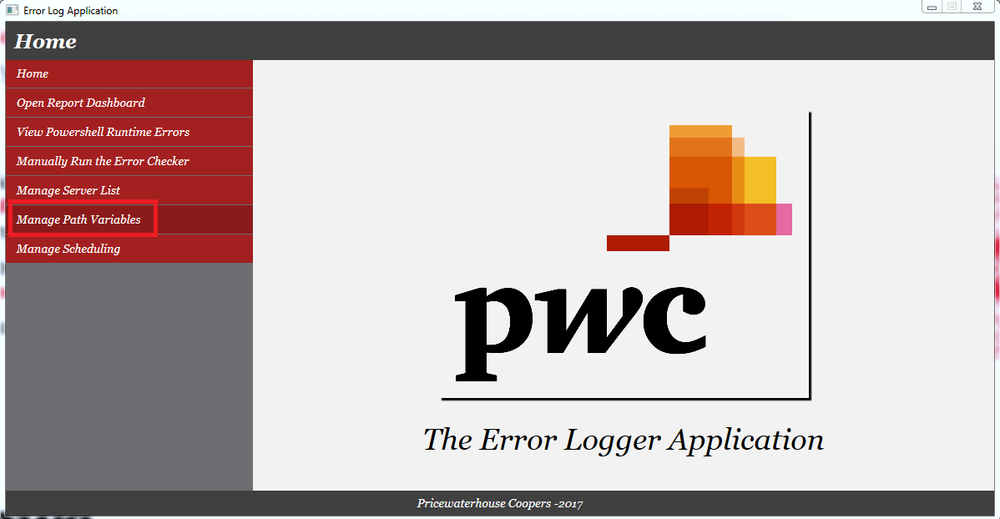 Error Log Application
Home
Home
Open Report Dashboard
View Powershell Runtime Errors
Manually Run the Error Checker
Manage Server List
Manage Path Variables
Manage Scheduling
pwc
The Error Logger Application
Pricewaterhouse Coopers -2017